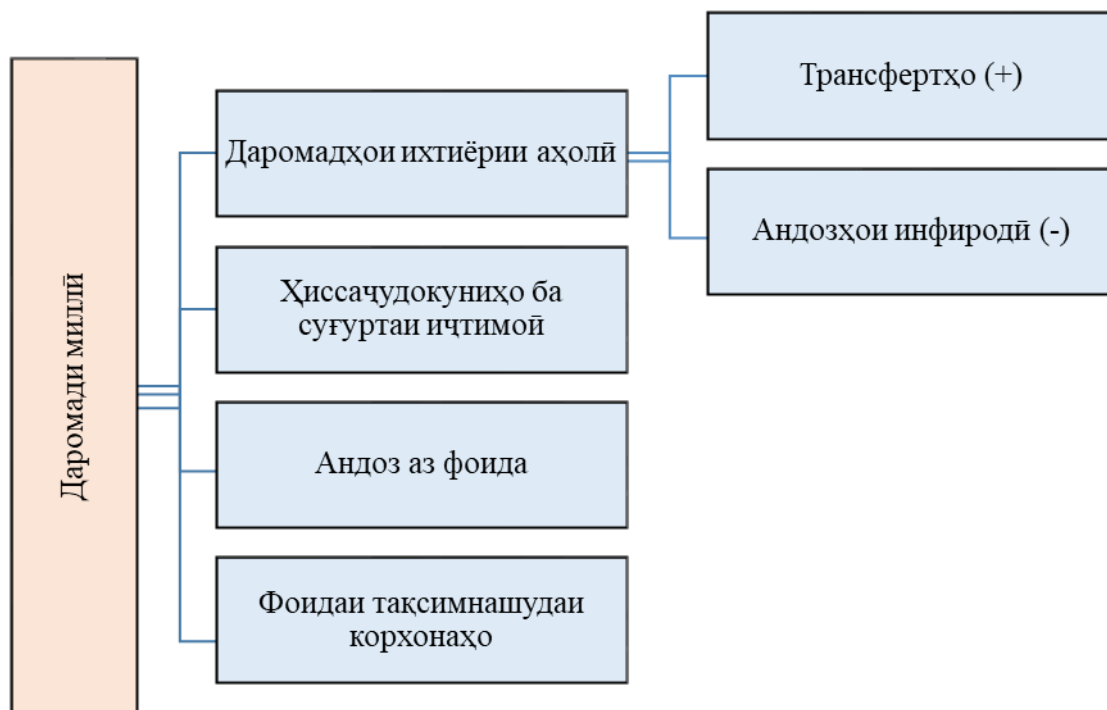 Даромади миллӣ
Даромадҳои ихтиёрии аҳолӣ
Трансфертҳо (+)
Андозҳои инфиродӣ (-)
Ҳиссаҷудокуниҳо ба
суғуртаи иҷтимоӣ
Андоз аз фоида
Фоидаи тақсимнашудаи
корхонаҳо